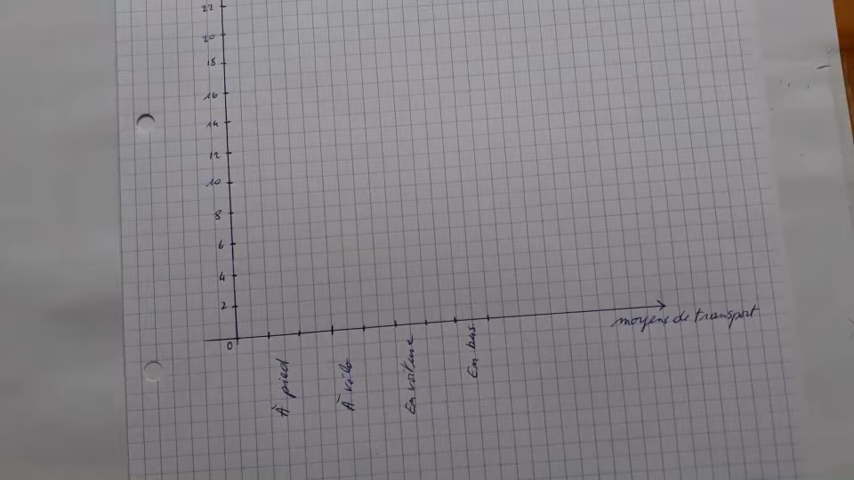 22
20
18
16
14
12
10
8
6
4
2
0
À pied
À vélo
En voiture
En bus
moyens de transport